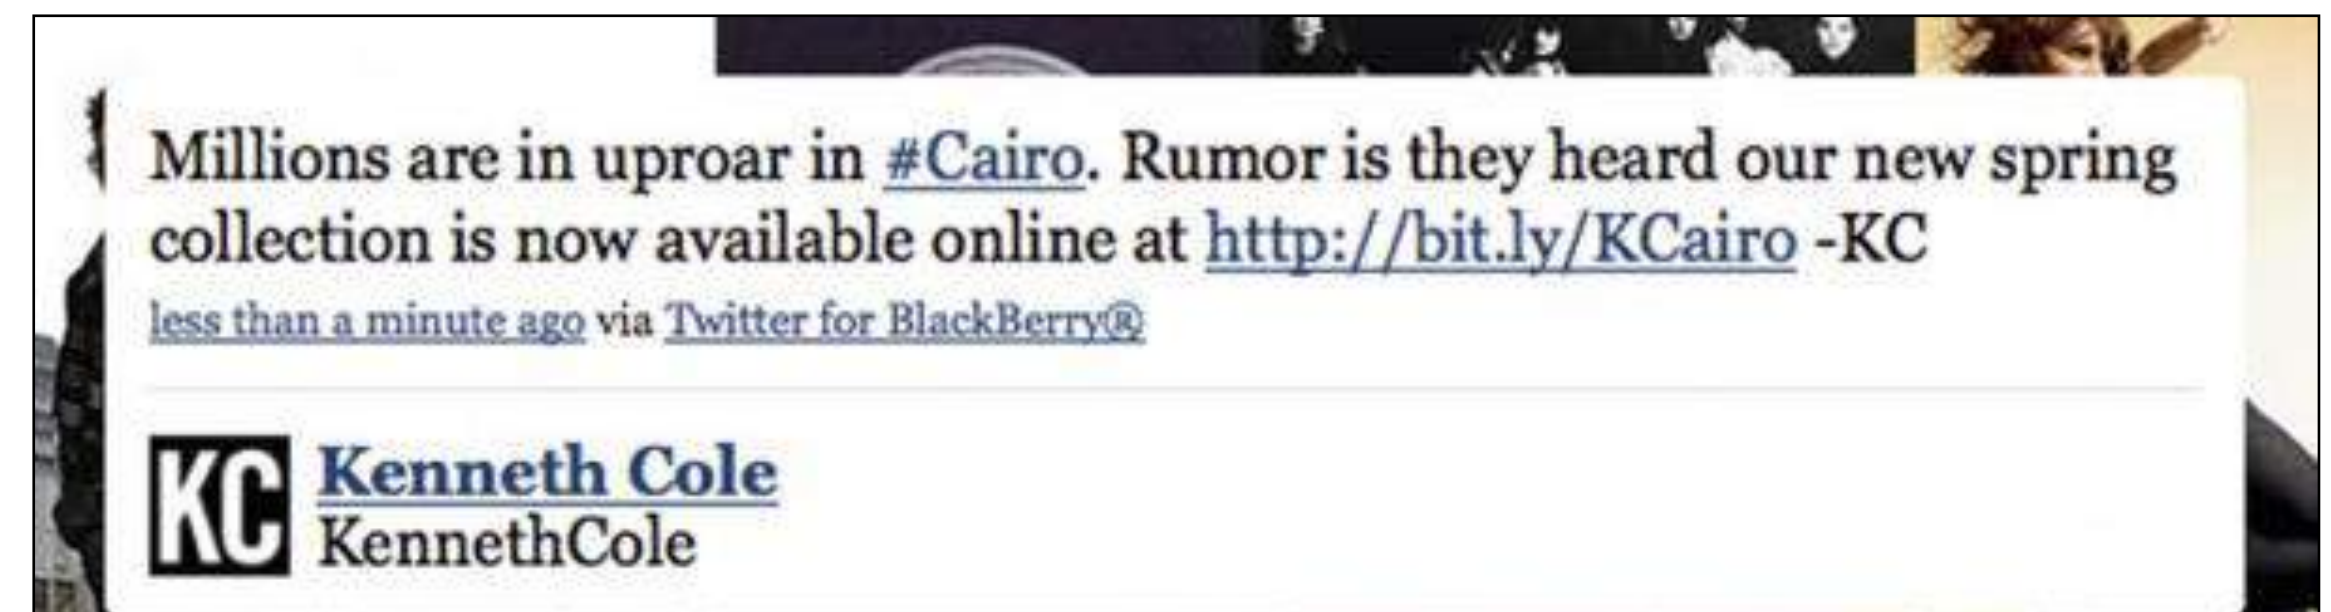 Millions are in uproar in #Cairo. Rumor is they heard our new spring
collection is now available online at http://bit.ly/KCairo -KC
less than a minute ago via Twitter for BlackBerry®
KC
Kenneth Cole
KennethCole